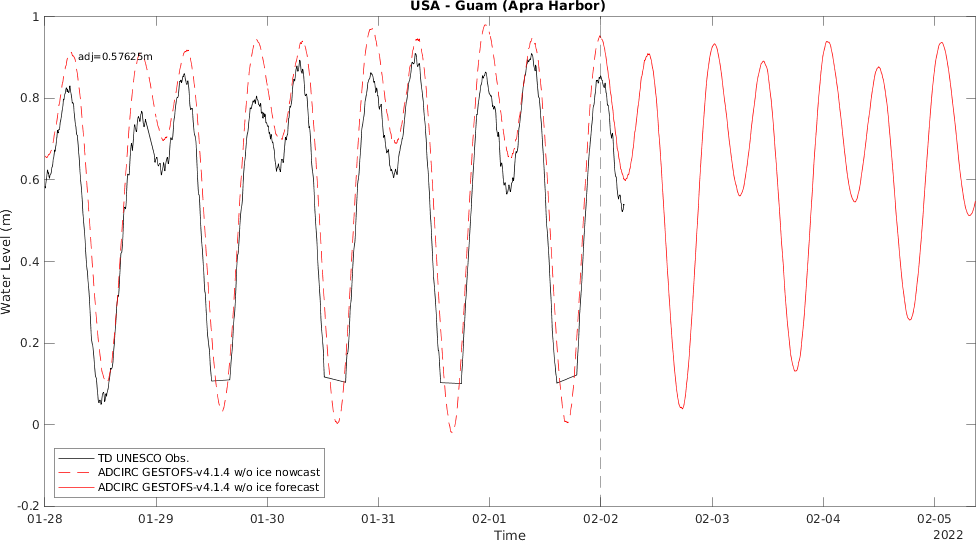 USA - Guam (Apra Harbor)
adj=0.57625m
1
0.8
0.6
0.4
0.2
0
-0.2
Water Level (m)
TD UNESCO Obs.
ADCIRC GESTOFS-v4.1.4 w/o ice nowcast
ADCIRC GESTOFS-v4.1.4 w/o ice forecast
01-28 01-29 01-30 01-31 02-01 02-02 02-03 02-04 02-05
Time
2022